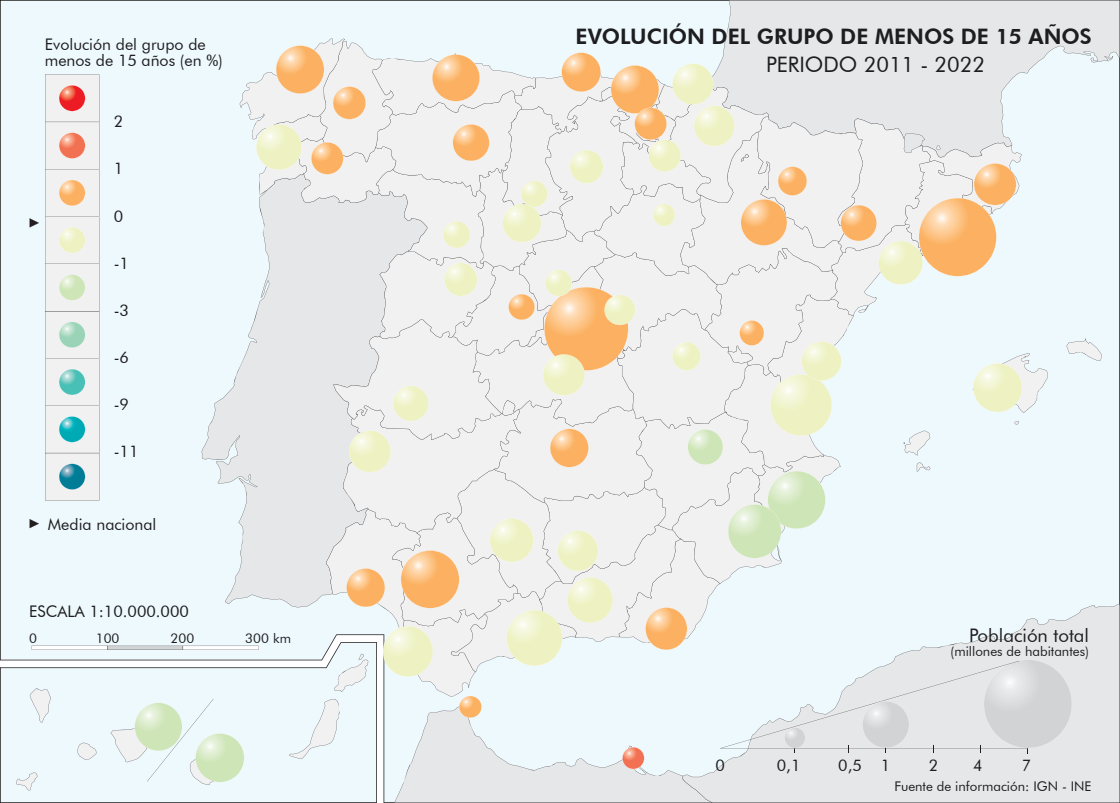 EVOLUCIÓN DEL GRUPO DE MENOS DE 15 AÑOS
PERIODO 2011 - 2022
Evolución del grupo de
menos de 15 años (en %)
2
1
0
-1
-3
-6
-9
-11
Media nacional
ESCALA 1:10.000.000
0 100 200 300 km
Población total
(millones de habitantes)
0 0,1 0,5 1 2 4 7
Fuente de información: IGN - INE